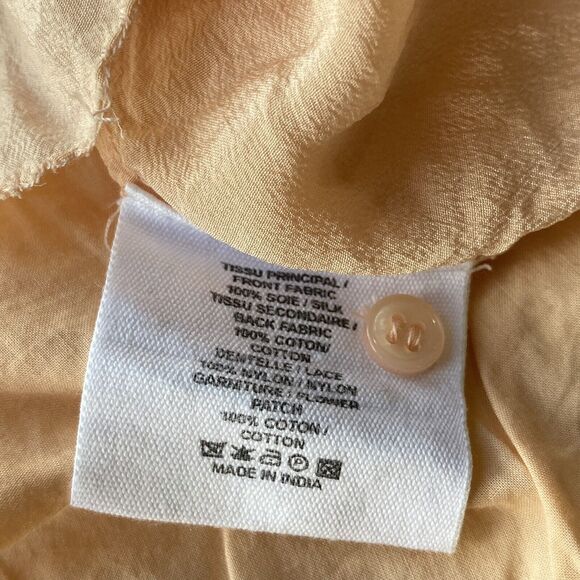 TISSU PRINCIPAL /
FRONT FABRIC
100% SOIE / SILK
TISSU SECONDAIRE /
BACK FABRIC
100% COTON/
COTTON
DENTELLE / LACE
100% NYLON / NYLON
GARNITURE / FLOWER
PATCH
100% COTON /
COTTON
P
MADE IN INDIA